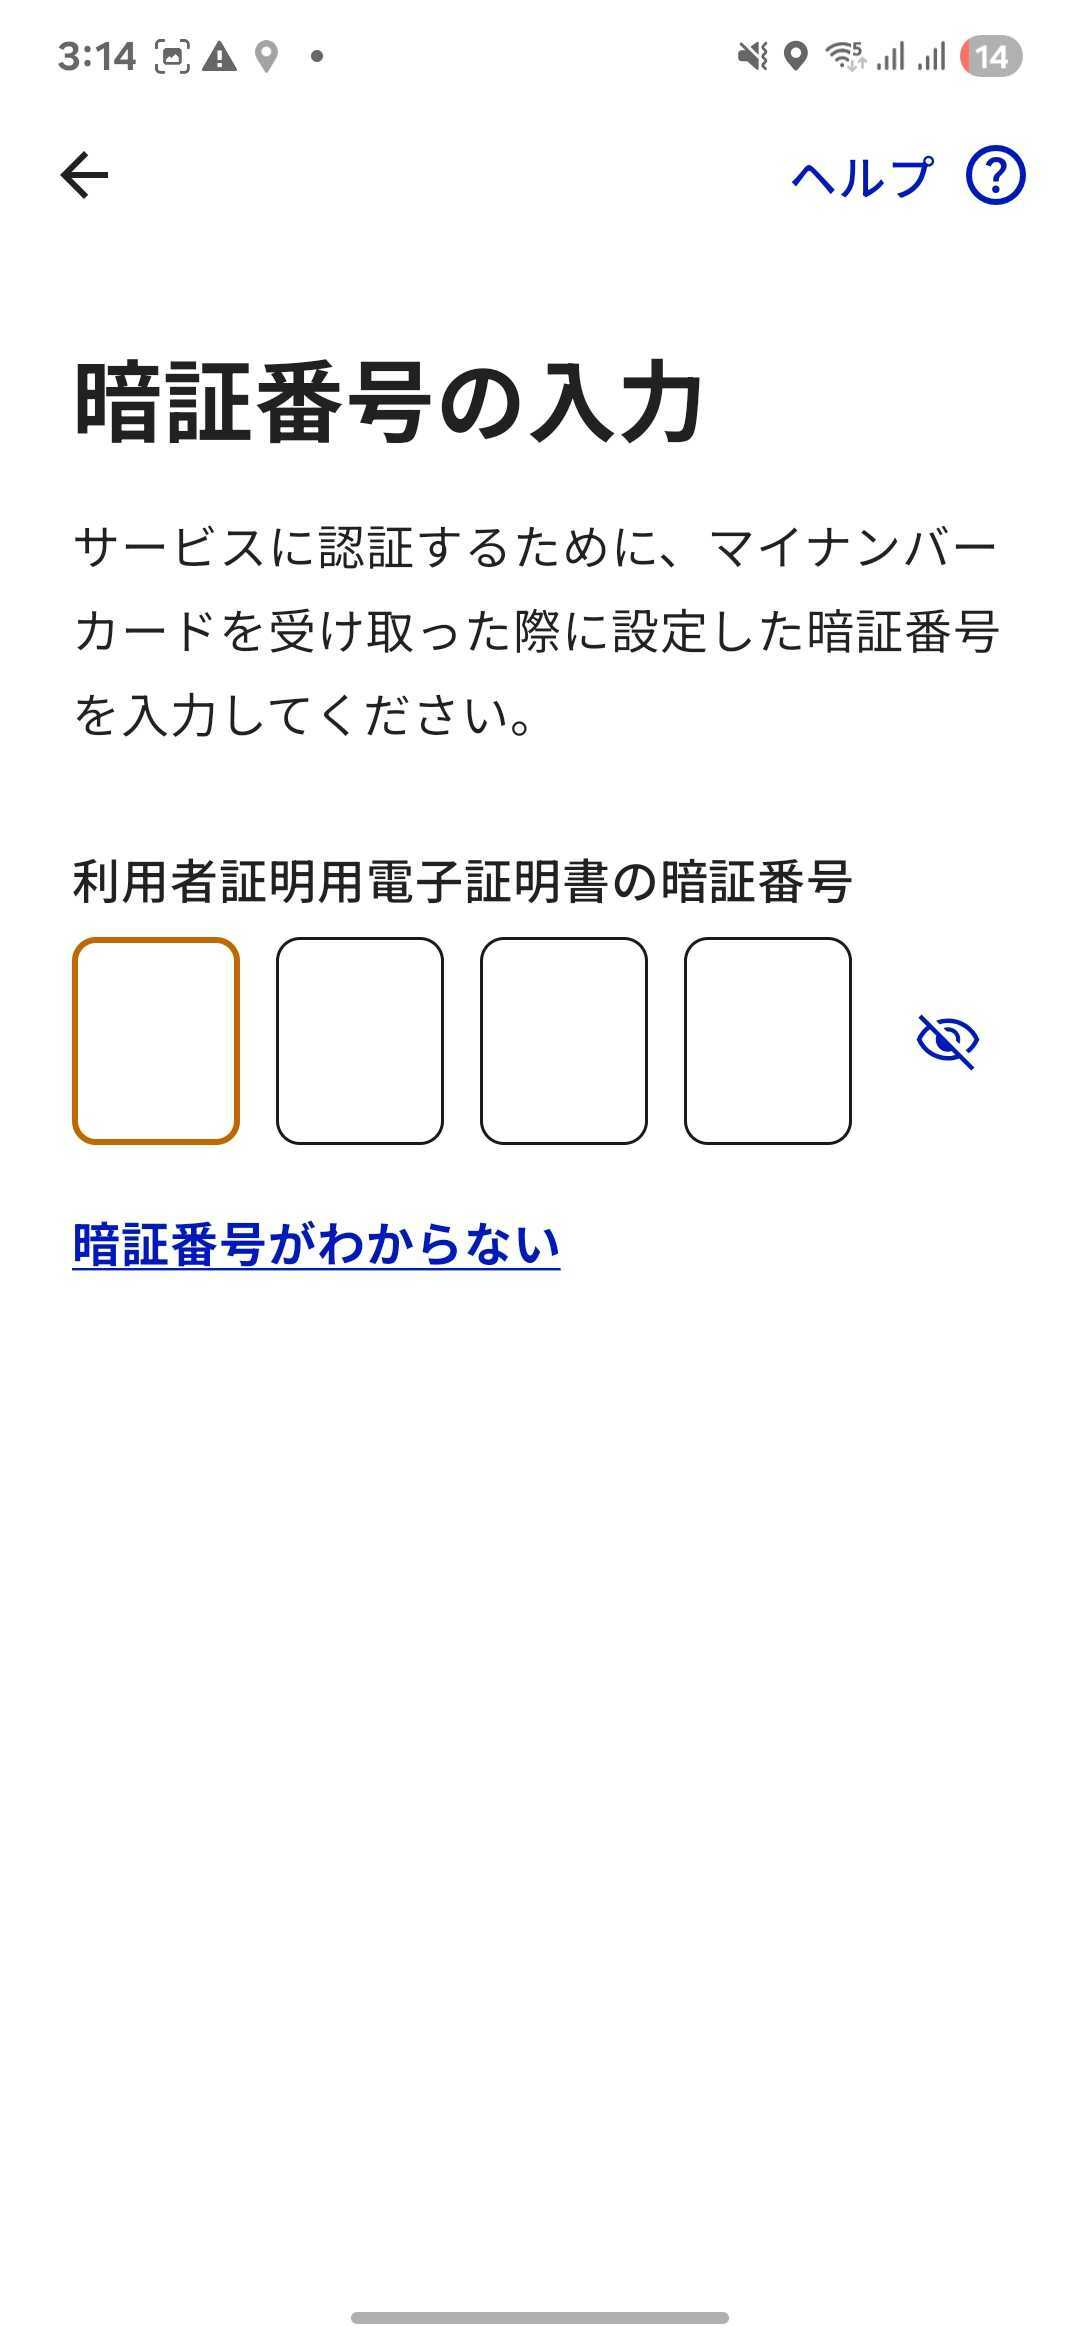 3:14
5
14
ヘルプ ?
暗証番号の入力
サービスに認証するために、マイナンバー
カードを受け取った際に設定した暗証番号
を入力してください。
利用者証明用電子証明書の暗証番号
暗証番号がわからない